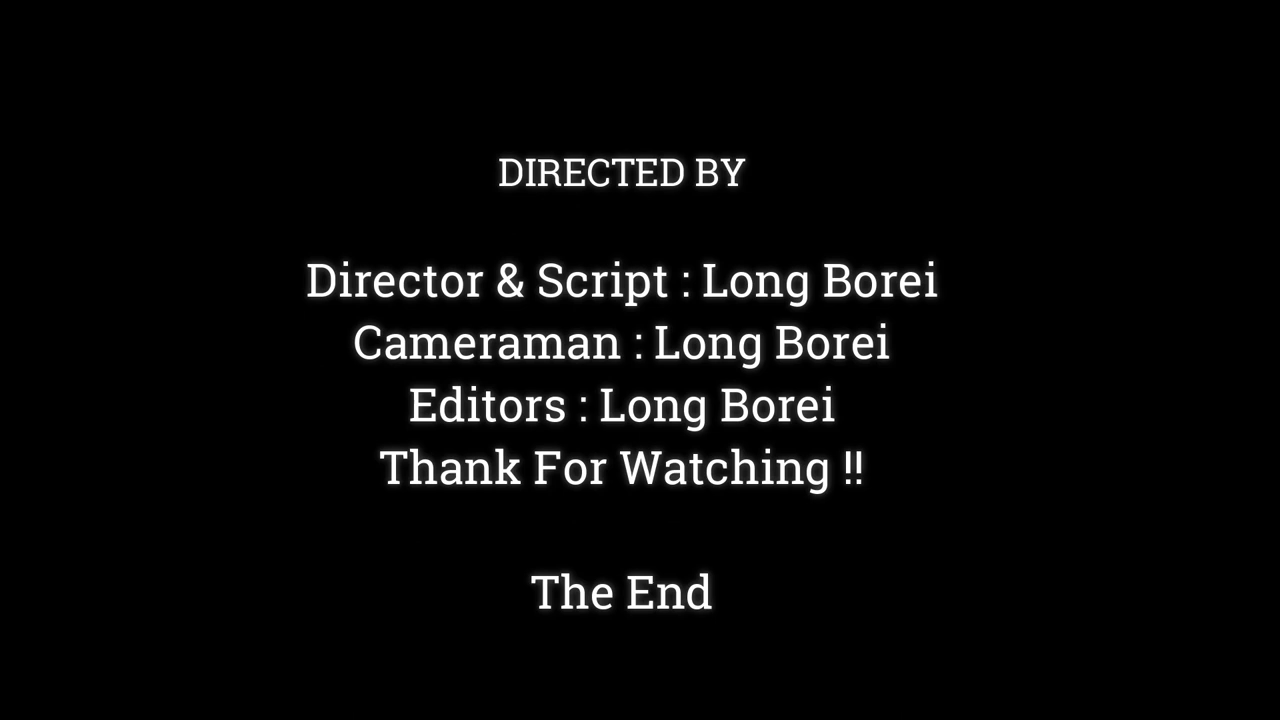 DIRECTED BY
Director & Script : Long Borei
Cameraman : Long Borei
Editors : Long Borei
Thank For Watching !!
The End